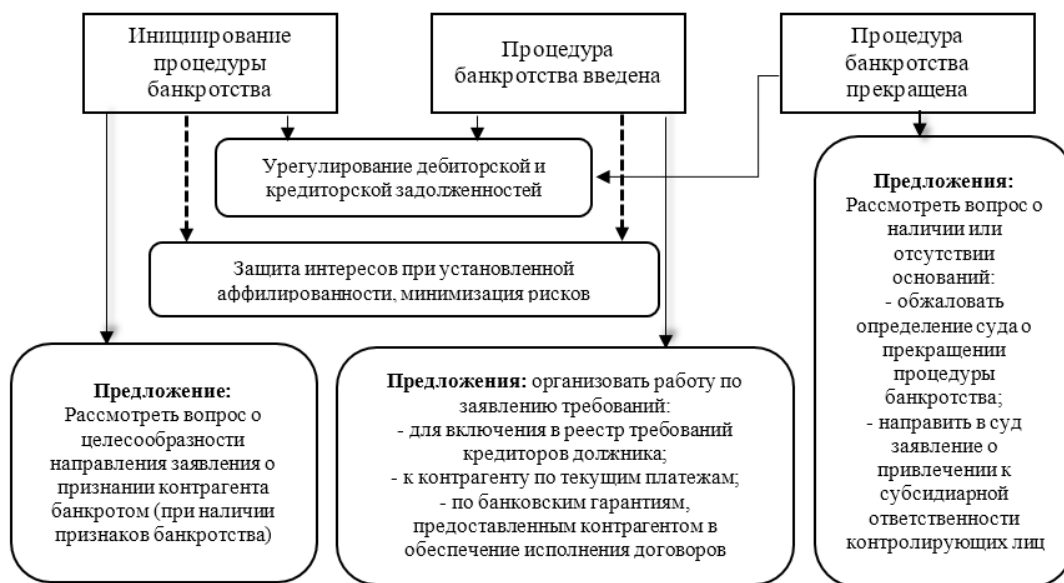 Инициирование
процедуры
банкротства
Процедура
банкротства введена
Процедура
банкротства
прекращена
Урегулирование дебиторской и
кредиторской задолженностей
Защита интересов при установленной
аффилированности, минимизация рисков
Предложение:
Рассмотреть вопрос о
целесообразности
направления заявления о
признании контрагента
банкротом (при наличии
признаков банкротства)
Предложения: организовать работу по
заявлению требований:
- для включения в реестр требований
кредиторов должника;
- к контрагенту по текущим платежам;
- по банковским гарантиям,
предоставленным контрагентом в
обеспечение исполнения договоров
Предложения:
Рассмотреть вопрос о
наличии или
отсутствии
оснований:
- обжаловать
определение суда о
прекращении
процедуры
банкротства;
- направить в суд
заявление о
привлечении к
субсидиарной
ответственности
контролирующих лиц